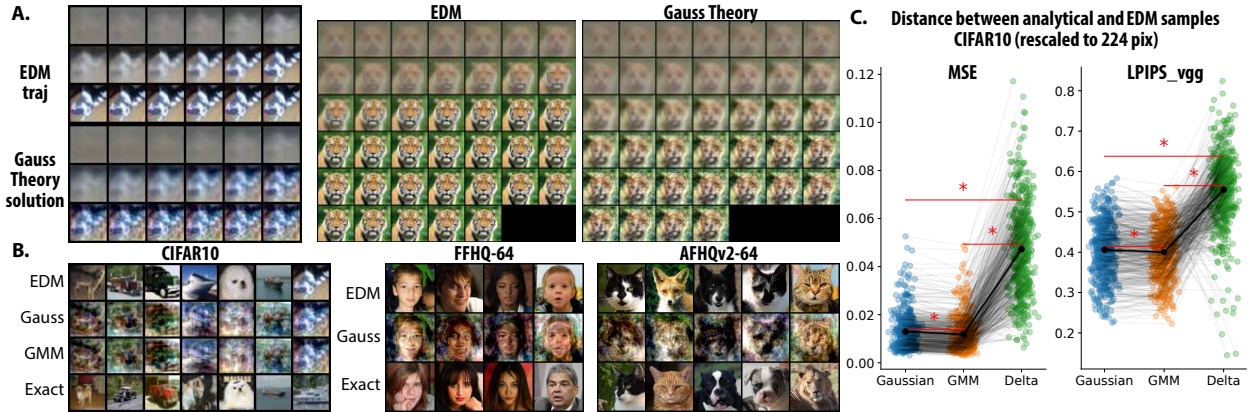 A.
EDM
traj
Gauss
Theory
solution
EDM
Gauss Theory
B.
CIFAR10
EDM
Gauss
GMM
Exact
FFHQ-64
EDM
Gauss
Exact
AFHQv2-64
C.
Distance between analytical and EDM samples
CIFAR10 (rescaled to 224 pix)
MSE
0.12
0.10
0.08
0.06
0.04
0.02
0.00
*
*
*
Gaussian GMM Delta
LPIPS_vgg
0.8
0.7
0.6
0.5
0.4
0.3
0.2
*
*
*
Gaussian GMM Delta